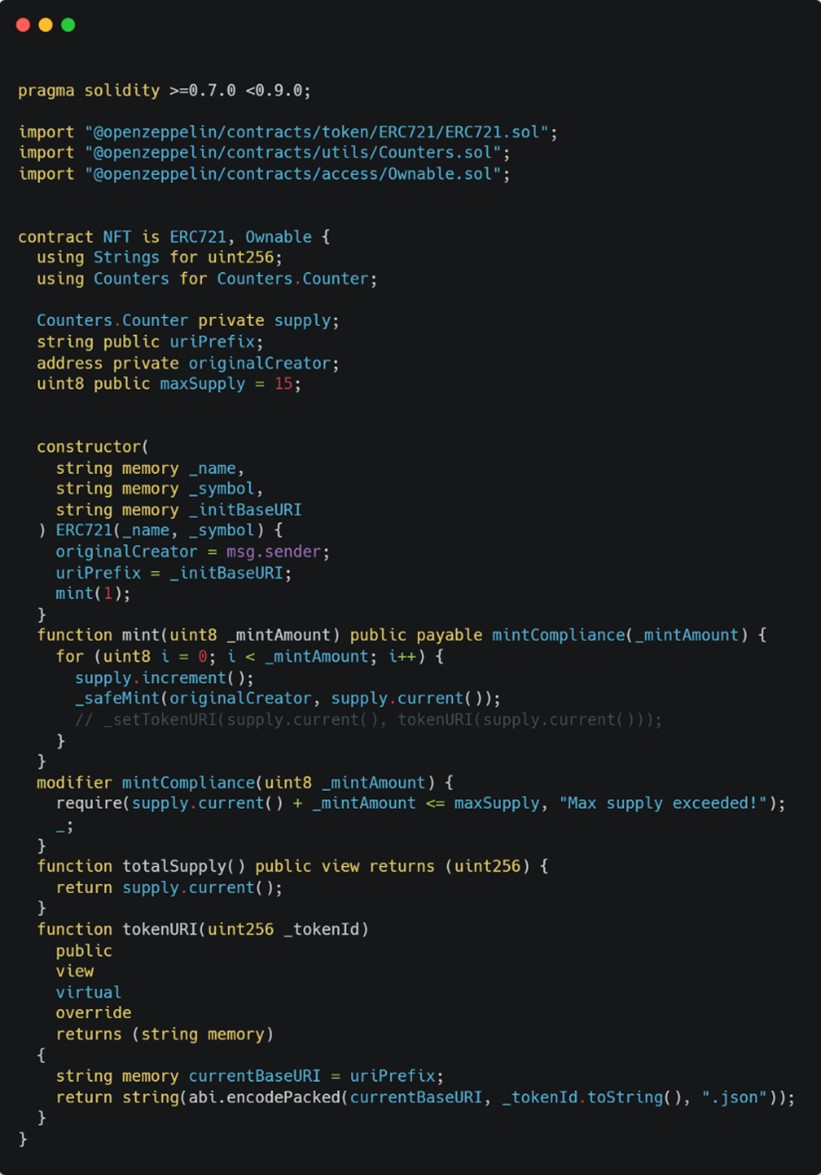 pragma solidity >=0.7.0 <0.9.0;
import "@openzeppelin/contracts/token/ERC721/ERC721.sol";
import "@openzeppelin/contracts/utils/Counters.sol";
import "@openzeppelin/contracts/access/Ownable.sol";
contract NFT is ERC721, Ownable {
  using Strings for uint256;
  using Counters for Counters.Counter;
  Counters.Counter private supply;
  string public uriPrefix;
  address private originalCreator;
  uint8 public maxSupply = 15;
  constructor(
    string memory _name,
    string memory _symbol,
    string memory _initBaseURI
  ) ERC721(_name, _symbol) {
    originalCreator = msg.sender;
    uriPrefix = _initBaseURI;
    mint(1);
  }
  function mint(uint8 _mintAmount) public payable mintCompliance(_mintAmount) {
    for (uint8 i = 0; i < _mintAmount; i++) {
      supply.increment();
      _safeMint(originalCreator, supply.current());
      // _setTokenURI(supply.current(), tokenURI(supply.current()));
    }
  }
  modifier mintCompliance(uint8 _mintAmount) {
    require(supply.current() + _mintAmount <= maxSupply, "Max supply exceeded!");
    _;
  }
  function totalSupply() public view returns (uint256) {
    return supply.current();
  }
  function tokenURI(uint256 _tokenId)
    public
    view
    virtual
    override
    returns (string memory)
  {
    string memory currentBaseURI = uriPrefix;
    return string(abi.encodePacked(currentBaseURI, _tokenId.toString(), ".json"));
  }
}